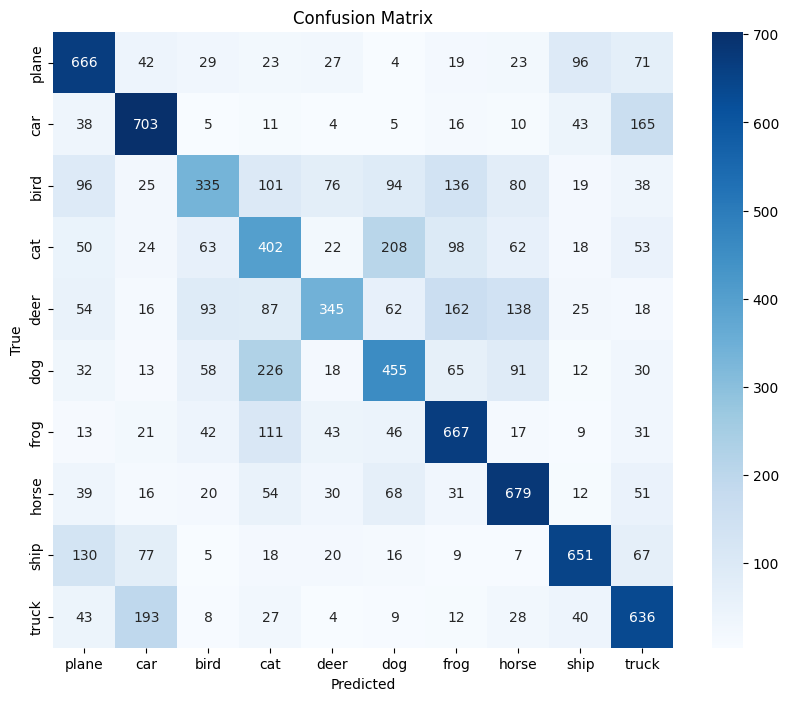 Confusion Matrix
plane 666 42 29 23 27 4 19 23 96 71
car 38 703 5 11 4 5 16 10 43 165
bird 96 25 335 101 76 94 136 80 19 38
cat 50 24 63 402 22 208 98 62 18 53
deer 54 16 93 87 345 62 162 138 25 18
dog 32 13 58 226 18 455 65 91 12 30
frog 13 21 42 111 43 46 667 17 9 31
horse 39 16 20 54 30 68 31 679 12 51
ship 130 77 5 18 20 16 9 7 651 67
truck 43 193 8 27 4 9 12 28 40 636
plane car bird cat deer dog frog horse ship truck
Predicted
True
700
600
500
400
300
200
100